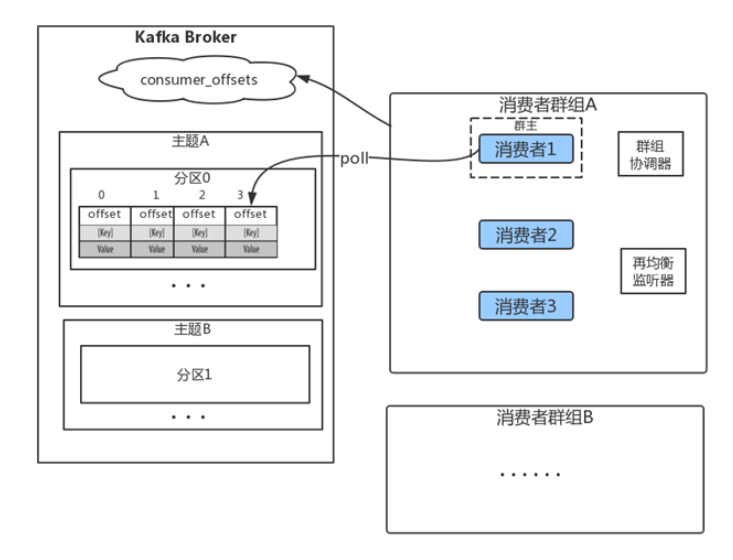 Kafka Broker
consumer_offsets
主题A
分区0
0 1 2 3
offset offset offset offset
[Key] [Key] [Key] [Key]
Value Value Value Value
...
主题B
分区1
...
poll
消费者群组A
群主
消费者1
群组
协调器
消费者2
再均衡
监听器
消费者3
消费者群组B
......